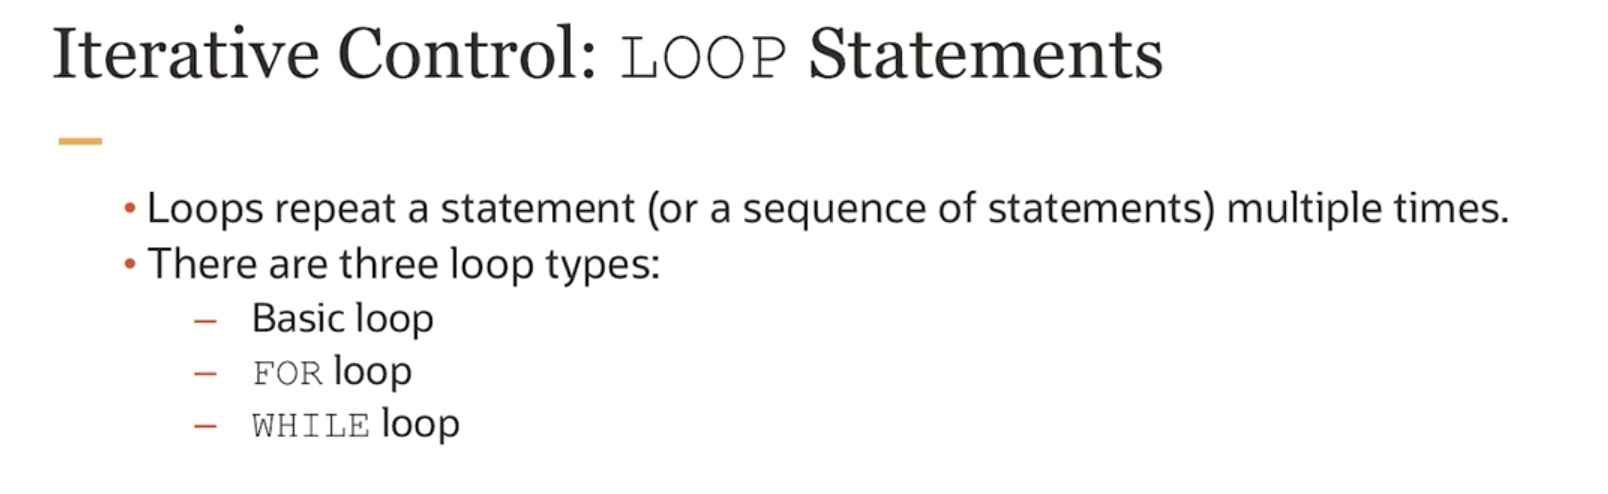 Iterative Control: LOOP Statements
• Loops repeat a statement (or a sequence of statements) multiple times.
• There are three loop types:
– Basic loop
– FOR loop
– WHILE loop